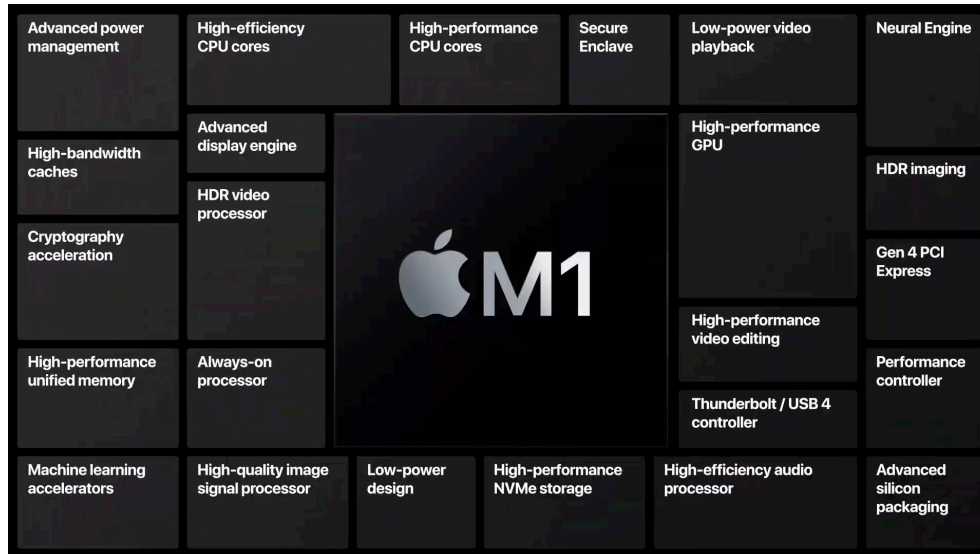 Advanced power
management
High-efficiency
CPU cores
High-performance
CPU cores
Secure
Enclave
Low-power video
playback
Neural Engine
Advanced
display engine
High-performance
GPU
High-bandwidth
caches
HDR imaging
HDR video
processor
Cryptography
acceleration
M1
Gen 4 PCI
Express
High-performance
video editing
High-performance
unified memory
Always-on
processor
Performance
controller
Thunderbolt / USB 4
controller
Machine learning
accelerators
High-quality image
signal processor
Low-power
design
High-performance
NVMe storage
High-efficiency audio
processor
Advanced
silicon
packaging